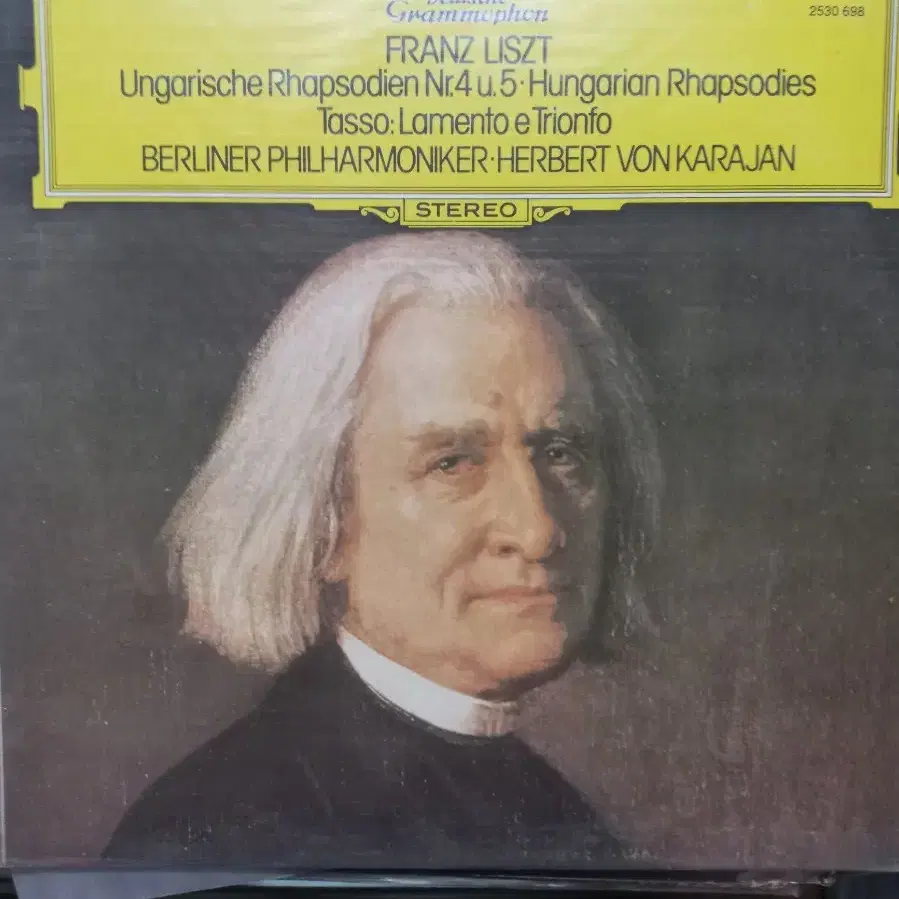 Deutsche
Grammophon
2530 698
FRANZ LISZT
Ungarische Rhapsodien Nr.4 u.5·Hungarian Rhapsodies
Tasso:Lamento e Trionfo
BERLINER PHILHARMONIKER·HERBERT VON KARAJAN
STEREO